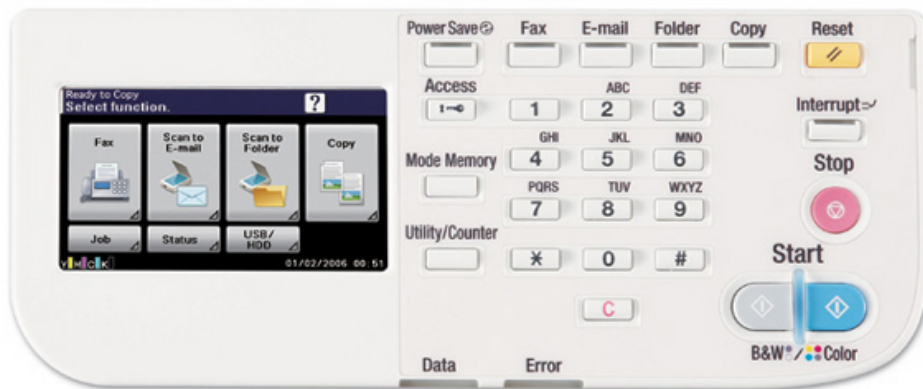 Ready to Copy
Select function.
?
Fax
Scan to
E-mail
Scan to
Folder
Copy
Job
Status
USB/
HDD
Y M C K
01/02/2006 00:51
Power Save
Fax
E-mail
Folder
Copy
Reset
Access
ABC
DEF
1
2
3
Interrupt
Mode Memory
GHI
JKL
MNO
4
5
6
Stop
PQRS
TUV
WXYZ
7
8
9
Utility/Counter
*
0
#
Start
C
B&W / Color
Data
Error